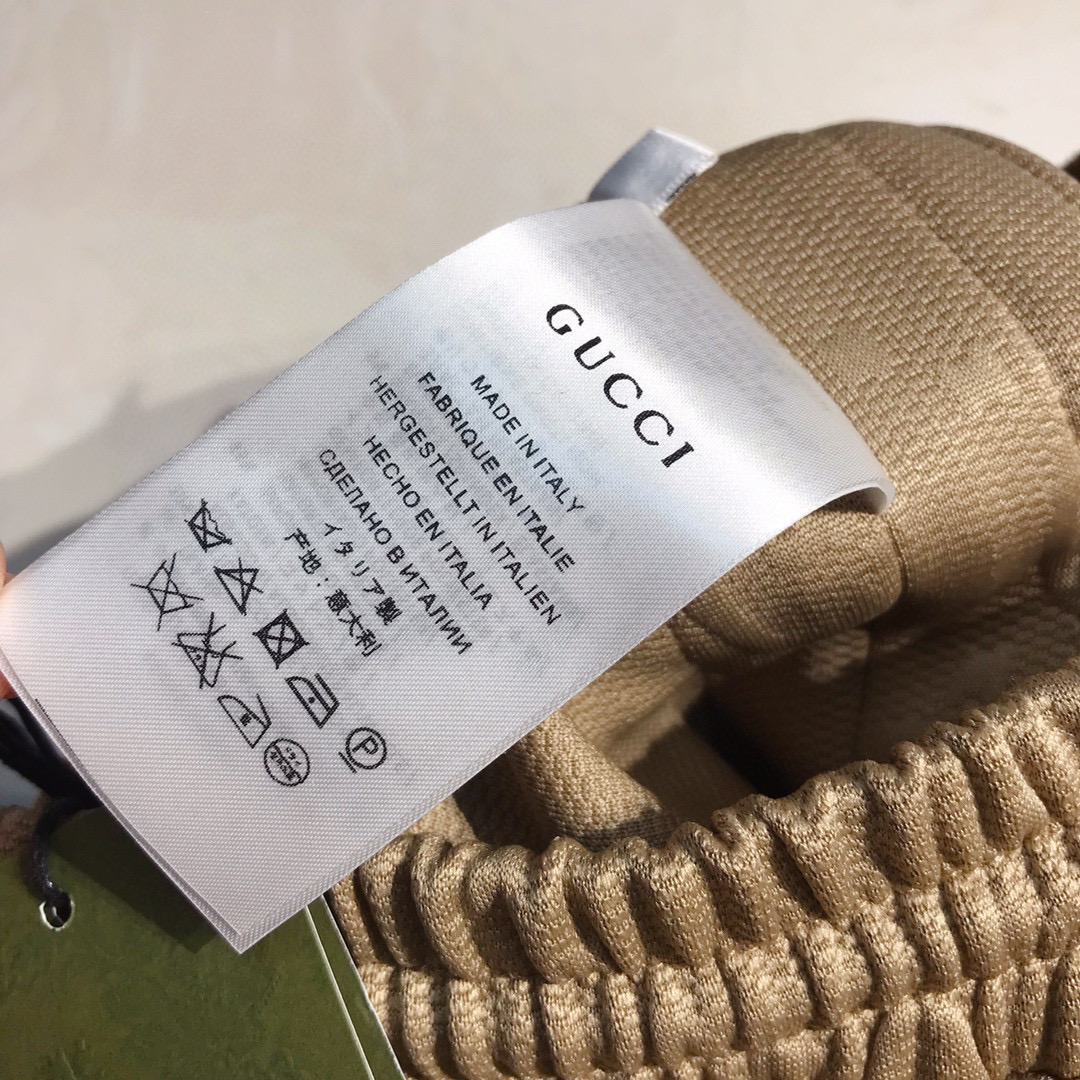 GUCCI
MADE IN ITALY
FABRIQUE EN ITALIE
HERGESTELLT IN ITALIEN
HECHO EN ITALIA
СДЕЛАНО В ИТАЛИИ
イタリア製
产地：意大利
P